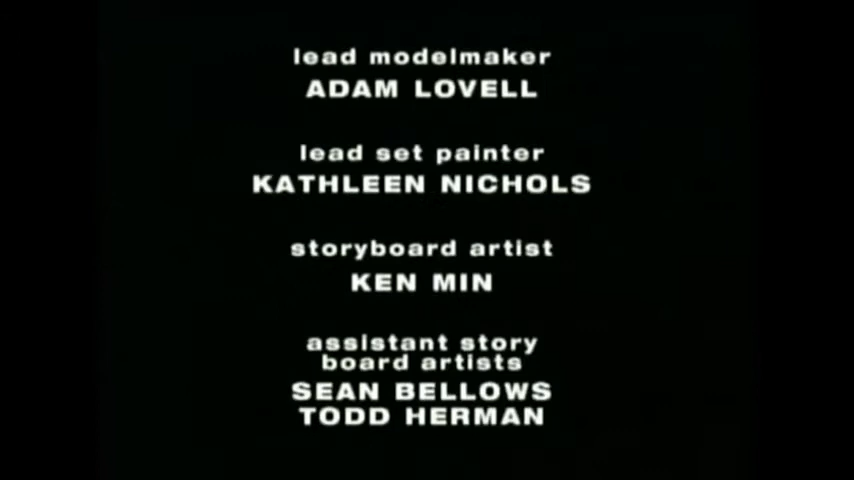 lead modelmaker
ADAM LOVELL
lead set painter
KATHLEEN NICHOLS
storyboard artist
KEN MIN
assistant story
board artists
SEAN BELLOWS
TODD HERMAN